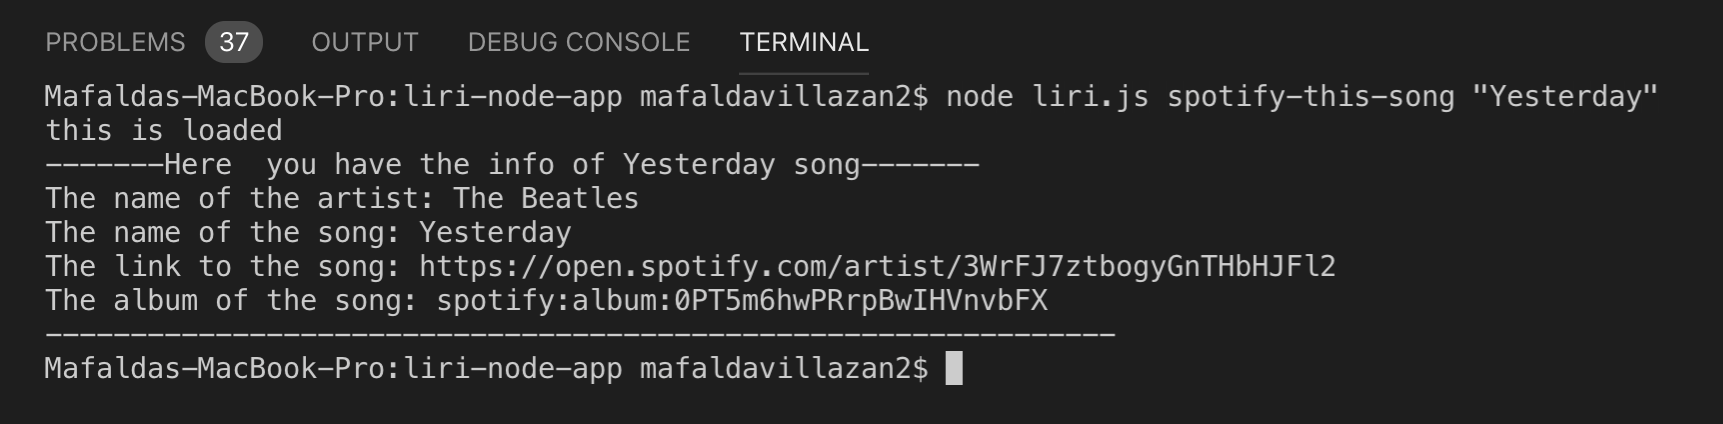 PROBLEMS 37 OUTPUT DEBUG CONSOLE TERMINAL
Mafaldas-MacBook-Pro:liri-node-app mafaldavillazan2$ node liri.js spotify-this-song "Yesterday"
this is loaded
-------Here  you have the info of Yesterday song-------
The name of the artist: The Beatles
The name of the song: Yesterday
The link to the song: https://open.spotify.com/artist/3WrFJ7ztbogyGnTHbHJFl2
The album of the song: spotify:album:0PT5m6hwPRrpBwIHVnvbFX
---------------------------------------------------------------
Mafaldas-MacBook-Pro:liri-node-app mafaldavillazan2$